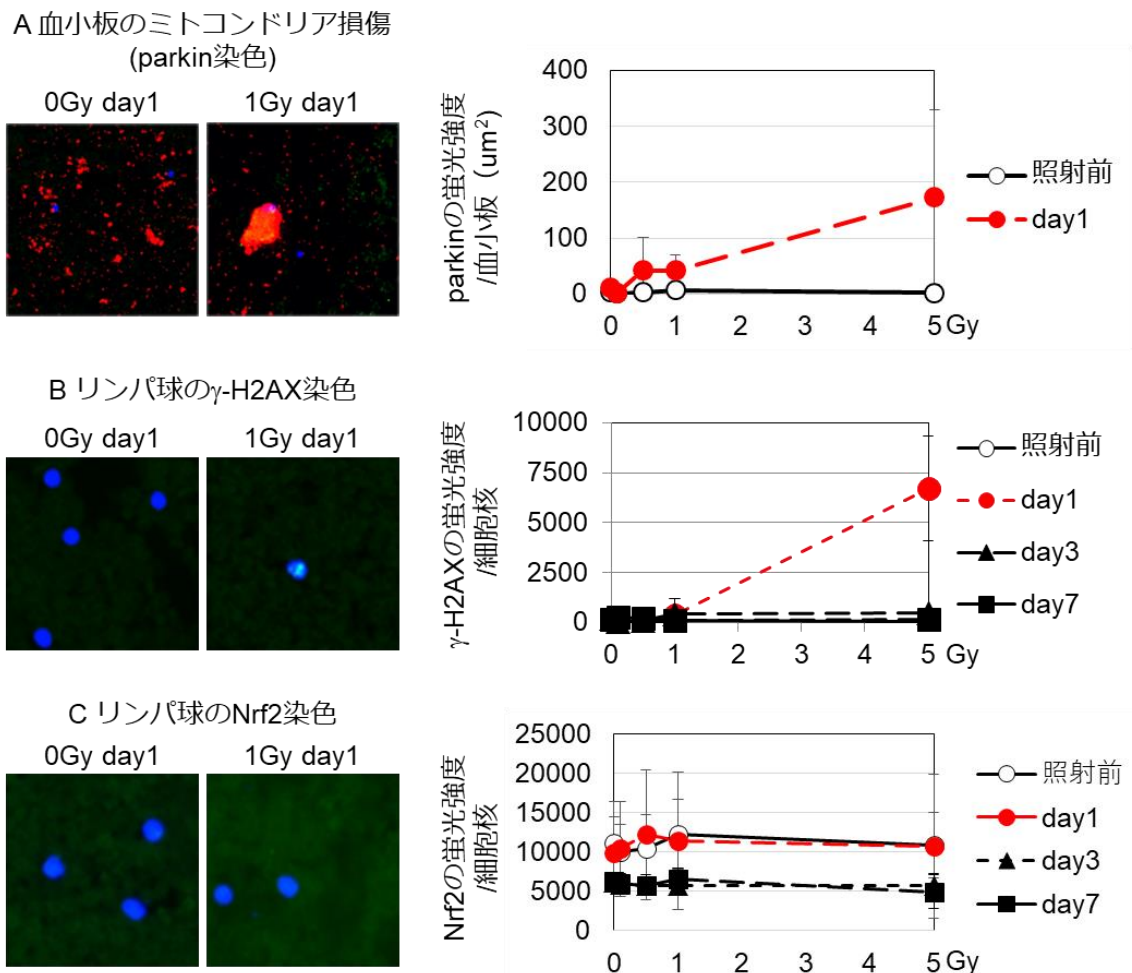 A 血小板のミトコンドリア損傷
(parkin染色)
0Gy day1
1Gy day1
parkinの蛍光強度
/血小板（um²）
400
300
200
100
0
0 1 2 3 4 5 Gy
照射前
day1
B リンパ球のγ-H2AX染色
0Gy day1
1Gy day1
γ-H2AXの蛍光強度
/細胞核
10000
7500
5000
2500
0
0 1 2 3 4 5 Gy
照射前
day1
day3
day7
C リンパ球のNrf2染色
0Gy day1
1Gy day1
Nrf2の蛍光強度
/細胞核
25000
20000
15000
10000
5000
0
0 1 2 3 4 5 Gy
照射前
day1
day3
day7